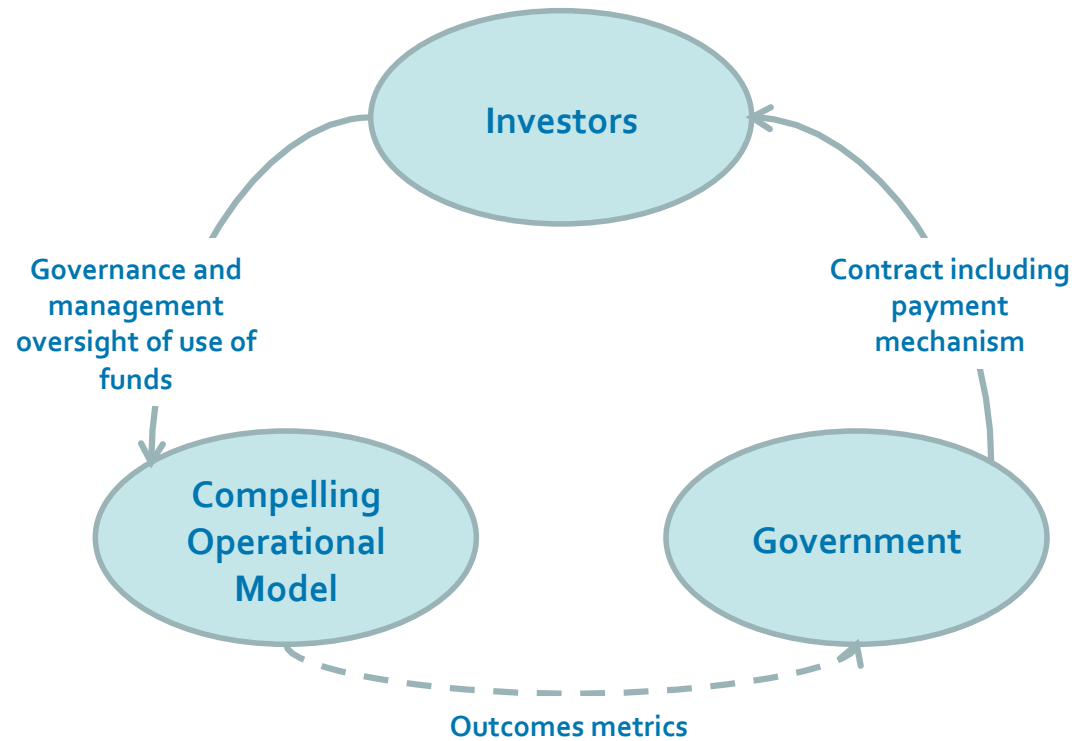 Investors
Governance and
management
oversight of use of
funds
Contract including
payment
mechanism
Compelling
Operational
Model
Government
Outcomes metrics